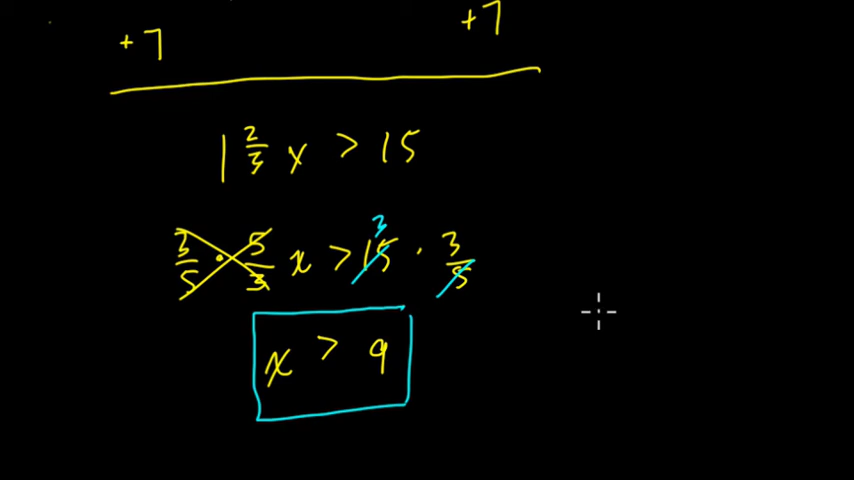 +7 +7
1 2/3 x > 15
3/5 · 5/3 x > 15 3 · 3/5
x > 9